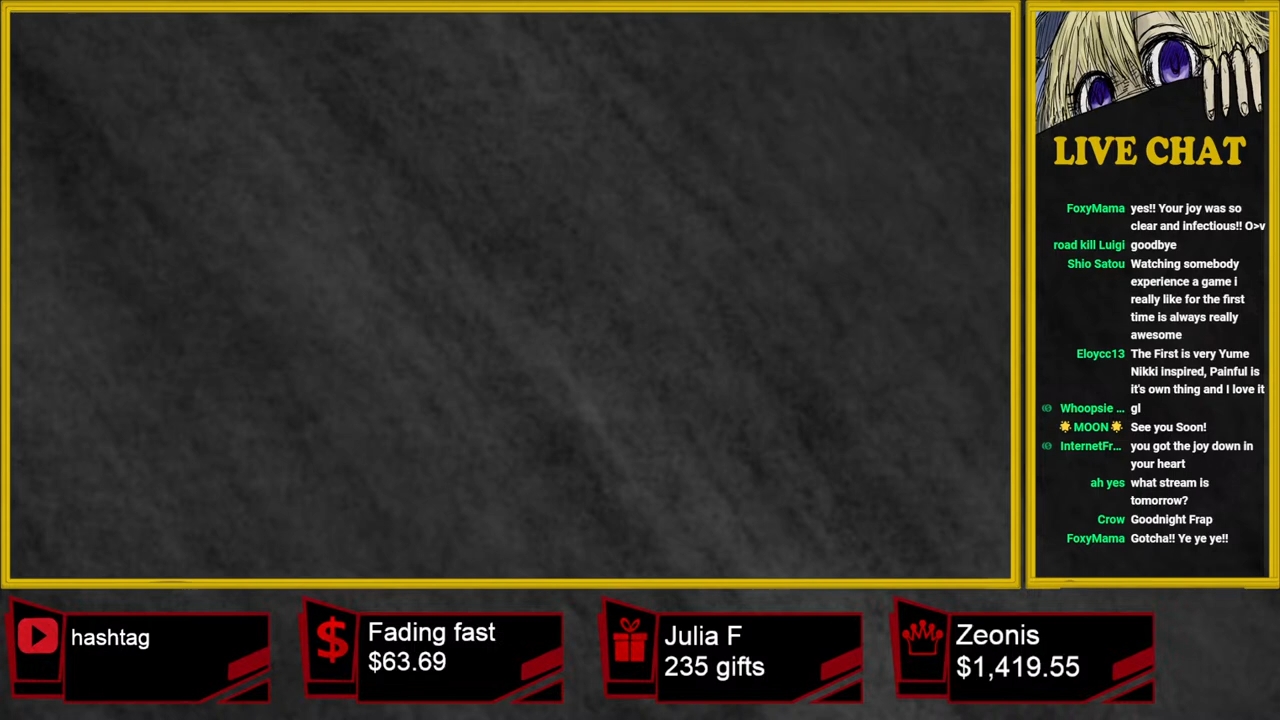 LIVE CHAT
FoxyMama yes!! Your joy was so
clear and infectious!! O>v
road kill Luigi goodbye
Shio Satou Watching somebody
experience a game i
really like for the first
time is always really
awesome
Eloycc13 The First is very Yume
Nikki inspired, Painful is
it's own thing and I love it
Whoopsie ... gl
🌟 MOON 🌟 See you Soon!
InternetFr... you got the joy down in
your heart
ah yes what stream is
tomorrow?
Crow Goodnight Frap
FoxyMama Gotcha!! Ye ye ye!!
hashtag
Fading fast
$63.69
Julia F
235 gifts
Zeonis
$1,419.55